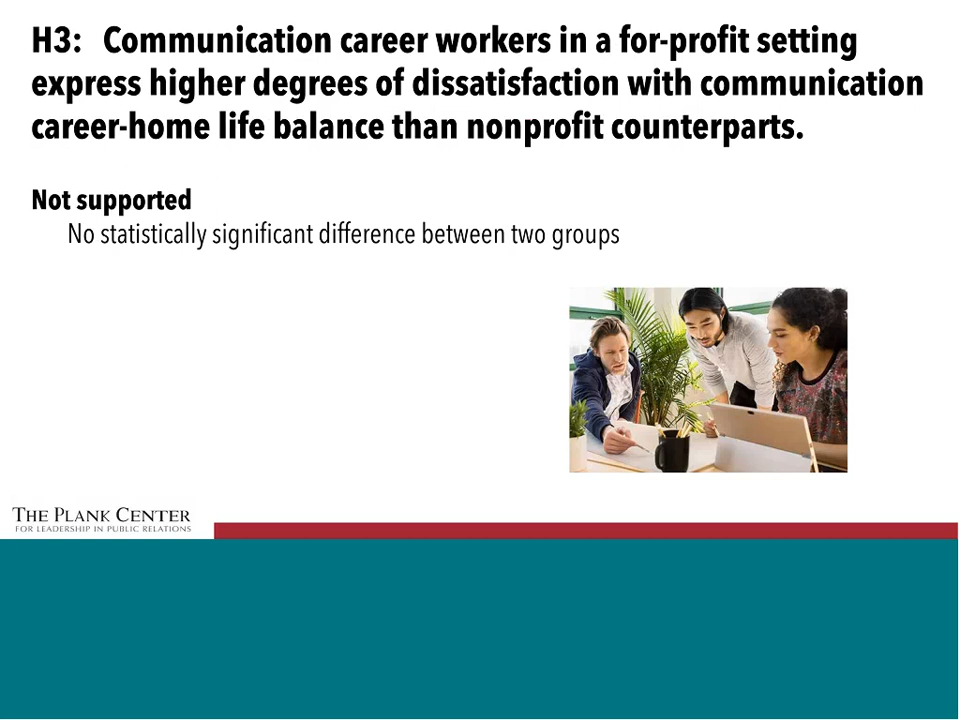 H3: Communication career workers in a for-profit setting
express higher degrees of dissatisfaction with communication
career-home life balance than nonprofit counterparts.
Not supported
No statistically significant difference between two groups
THE PLANK CENTER
FOR LEADERSHIP IN PUBLIC RELATIONS